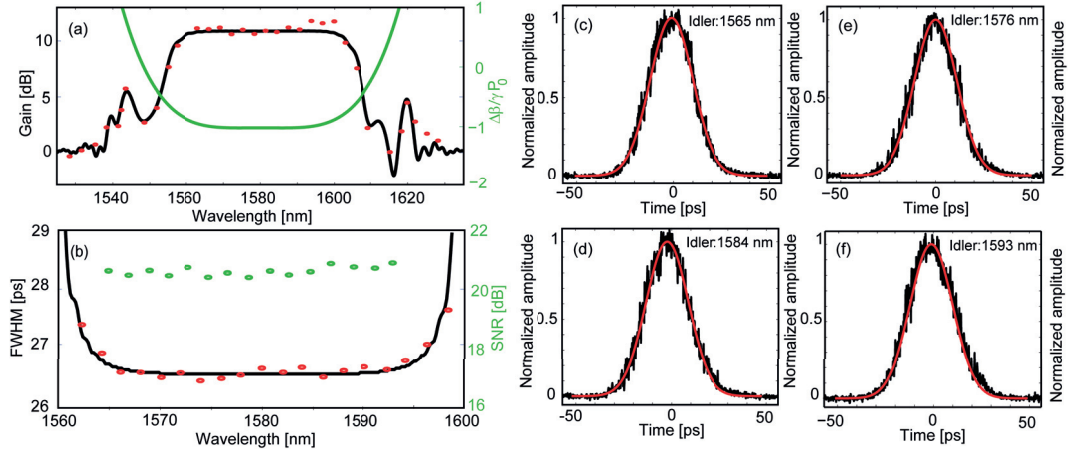 (a)
Gain [dB]
10
5
0
1540
1560
1580
1600
1620
Wavelength [nm]
1
0
−1
−2
Δβ/γP0
(b)
FWHM [ps]
29
28
27
26
1560
1570
1580
1590
1600
Wavelength [nm]
22
20
18
16
SNR [dB]
(c)
Idler:1565 nm
Normalized amplitude
1
0.5
0
−50
0
50
Time [ps]
(e)
Idler:1576 nm
Normalized amplitude
1
0.5
0
−50
0
50
Time [ps]
Normalized amplitude
(d)
Idler:1584 nm
Normalized amplitude
1
0.5
0
-50
0
50
Time [ps]
(f)
Idler:1593 nm
Normalized amplitude
1
0.5
0
−50
0
50
Time [ps]
Normalized amplitude